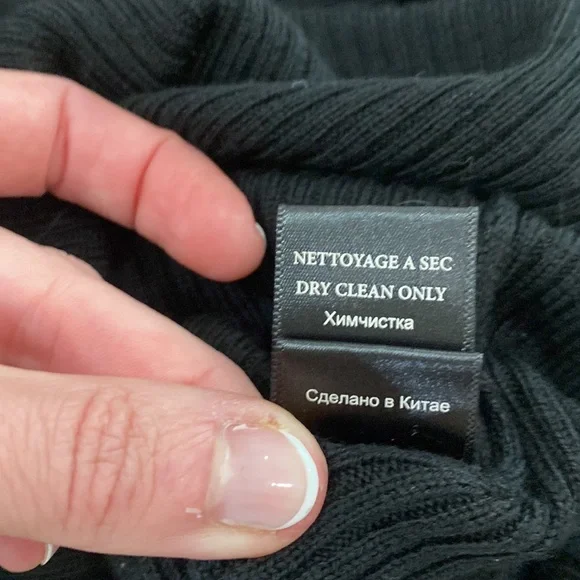 NETTOYAGE A SEC
DRY CLEAN ONLY
Химчистка
Сделано в Китае